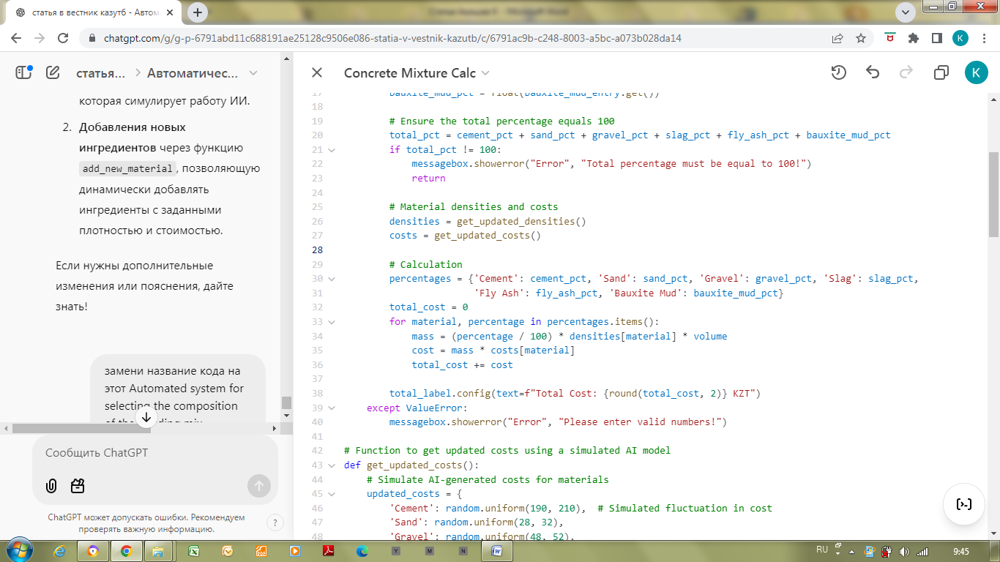 статья в вестник казутб - Автом
chatgpt.com/g/g-p-6791abd11c688191ae25128c9506e086-statia-v-vestnik-kazutb/c/6791ac9b-c248-8003-a5bc-a073b028da14
K
статья... > Автоматичес...
которая симулирует работу ИИ.
2. Добавления новых
ингредиентов через функцию
add_new_material, позволяющую
динамически добавлять
ингредиенты с заданными
плотностью и стоимостью.
Если нужны дополнительные
изменения или пояснения, дайте
знать!
замени название кода на
этот Automated system for
selecting the composition
Сообщить ChatGPT
ChatGPT может допускать ошибки. Рекомендуем
проверять важную информацию.
?
Concrete Mixture Calc
K
17 bauxite_mud_pct = float(bauxite_mud_entry.get())
18
19 # Ensure the total percentage equals 100
20 total_pct = cement_pct + sand_pct + gravel_pct + slag_pct + fly_ash_pct + bauxite_mud_pct
21 if total_pct != 100:
22 messagebox.showerror("Error", "Total percentage must be equal to 100!")
23 return
24
25 # Material densities and costs
26 densities = get_updated_densities()
27 costs = get_updated_costs()
28
29 # Calculation
30 percentages = {'Cement': cement_pct, 'Sand': sand_pct, 'Gravel': gravel_pct, 'Slag': slag_pct,
31 'Fly Ash': fly_ash_pct, 'Bauxite Mud': bauxite_mud_pct}
32 total_cost = 0
33 for material, percentage in percentages.items():
34 mass = (percentage / 100) * densities[material] * volume
35 cost = mass * costs[material]
36 total_cost += cost
37
38 total_label.config(text=f"Total Cost: {round(total_cost, 2)} KZT")
39 except ValueError:
40 messagebox.showerror("Error", "Please enter valid numbers!")
41
42 # Function to get updated costs using a simulated AI model
43 def get_updated_costs():
44 # Simulate AI-generated costs for materials
45 updated_costs = {
46 'Cement': random.uniform(190, 210), # Simulated fluctuation in cost
47 'Sand': random.uniform(28, 32),
48 'Gravel': random.uniform(48, 52),
Y
M
N
RU
9:45